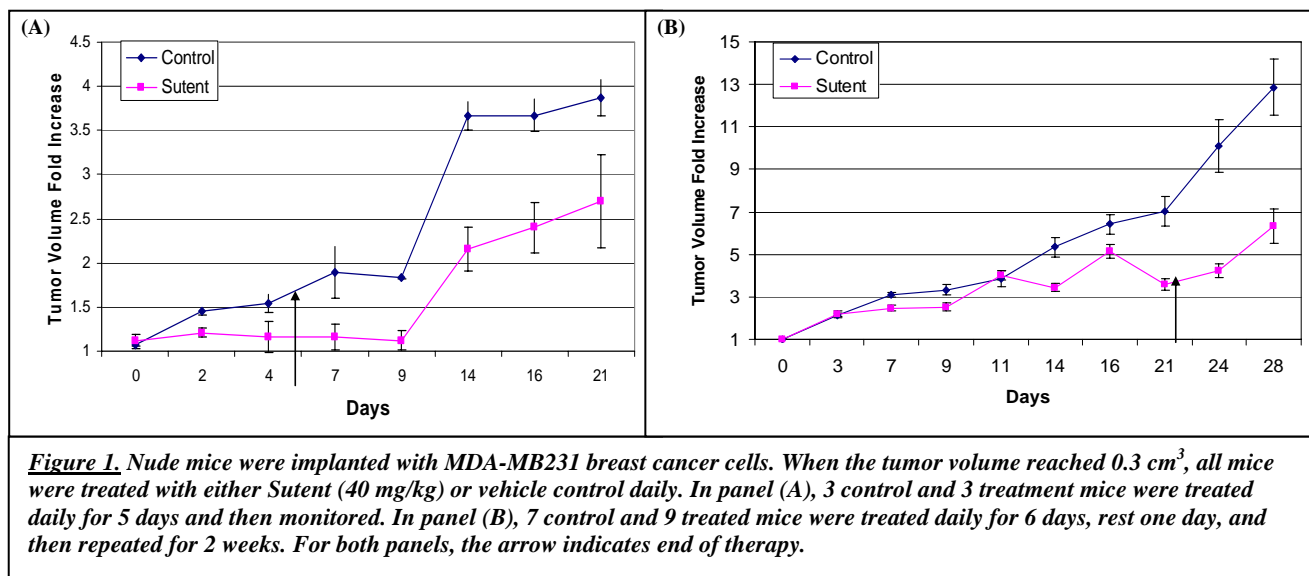 (A)
Control
Sutent
Tumor Volume Fold Increase
4.5
4
3.5
3
2.5
2
1.5
1
0 2 4 7 9 14 16 21
Days
(B)
Control
Sutent
Tumor Volume Fold Increase
15
13
11
9
7
5
3
1
0 3 7 9 11 14 16 21 24 28
Days
Figure 1. Nude mice were implanted with MDA-MB231 breast cancer cells. When the tumor volume reached 0.3 cm³, all mice
were treated with either Sutent (40 mg/kg) or vehicle control daily. In panel (A), 3 control and 3 treatment mice were treated
daily for 5 days and then monitored. In panel (B), 7 control and 9 treated mice were treated daily for 6 days, rest one day, and
then repeated for 2 weeks. For both panels, the arrow indicates end of therapy.